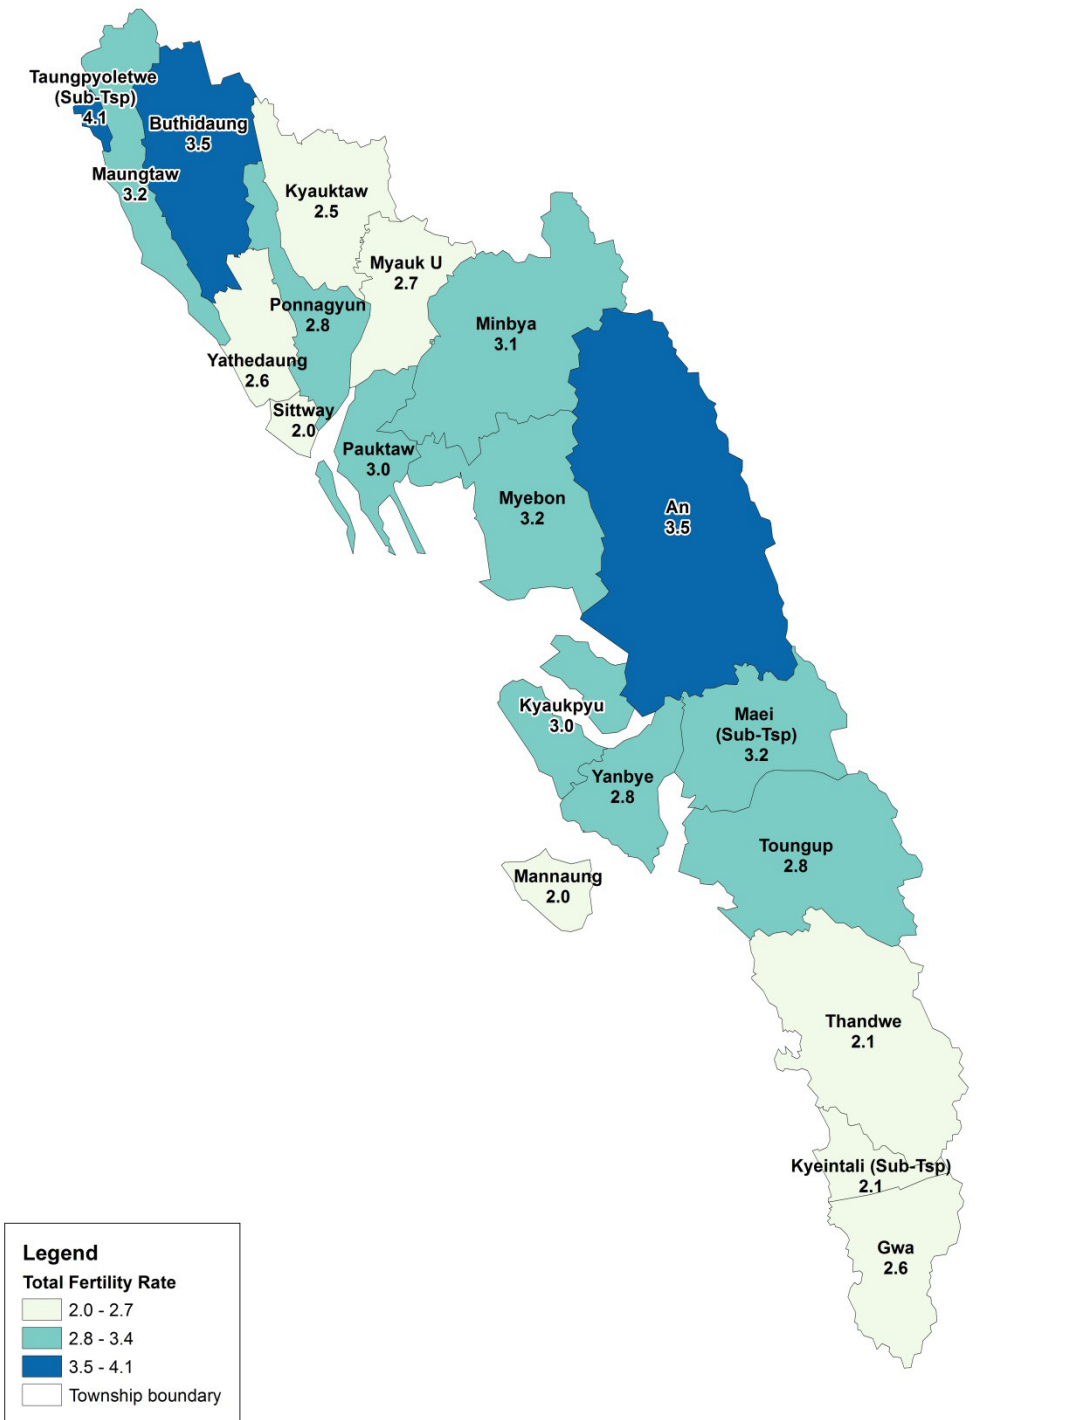 Taungpyoletwe
(Sub-Tsp)
4.1
Buthidaung
3.5
Maungtaw
3.2
Kyauktaw
2.5
Myauk U
2.7
Ponnagyun
2.8
Minbya
3.1
Yathedaung
2.6
Sittway
2.0
Pauktaw
3.0
Myebon
3.2
An
3.5
Kyaukpyu
3.0
Maei
(Sub-Tsp)
3.2
Yanbye
2.8
Toungup
2.8
Mannaung
2.0
Thandwe
2.1
Kyeintali (Sub-Tsp)
2.1
Gwa
2.6
Legend
Total Fertility Rate
2.0 - 2.7
2.8 - 3.4
3.5 - 4.1
Township boundary